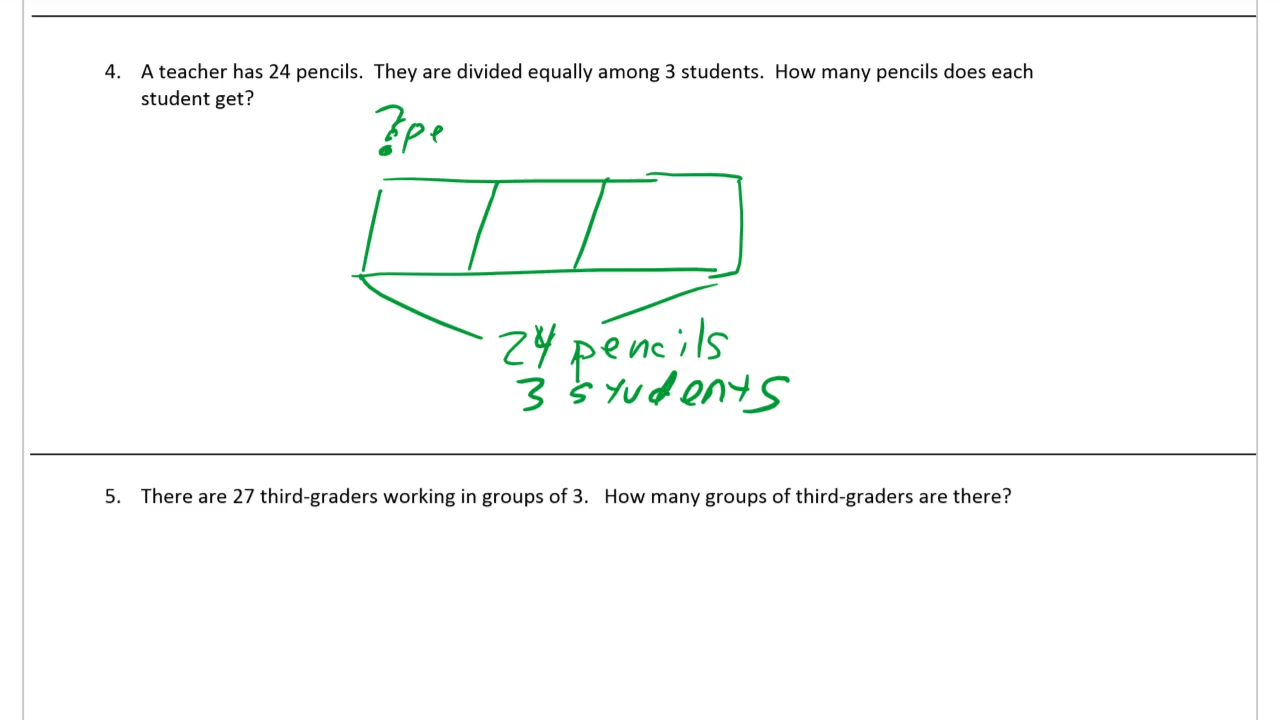 4. A teacher has 24 pencils. They are divided equally among 3 students. How many pencils does each
student get?
?pe
24 pencils
3 students
5. There are 27 third-graders working in groups of 3. How many groups of third-graders are there?